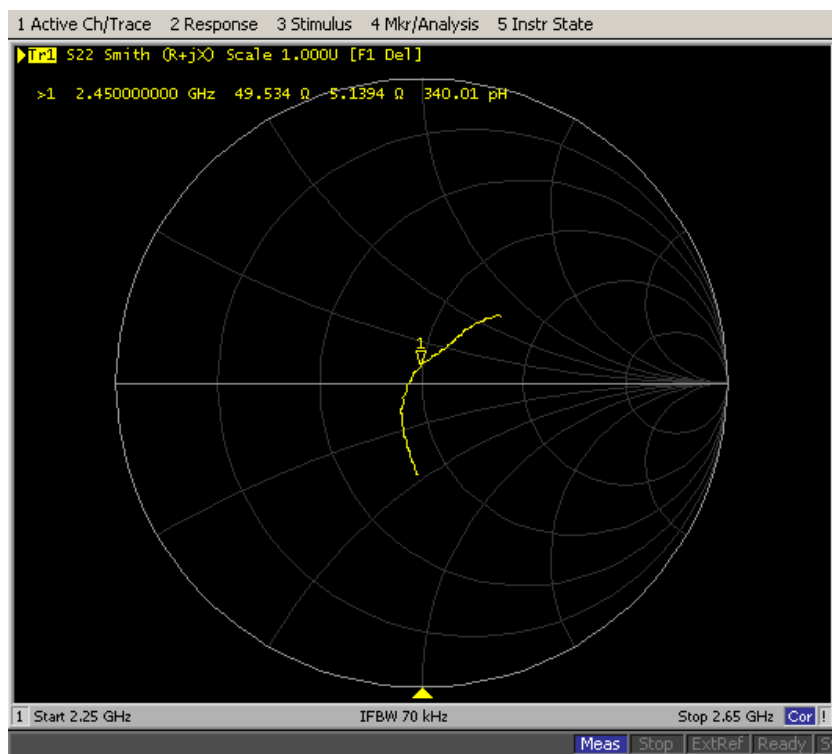 1 Active Ch/Trace 2 Response 3 Stimulus 4 Mkr/Analysis 5 Instr State
Tr1 S22 Smith (R+jX) Scale 1.000U [F1 Del]
>1 2.450000000 GHz 49.534 Ω 5.1394 Ω 340.01 pH
1
1 Start 2.25 GHz IFBW 70 kHz Stop 2.65 GHz Cor !
Meas Stop ExtRef Ready S